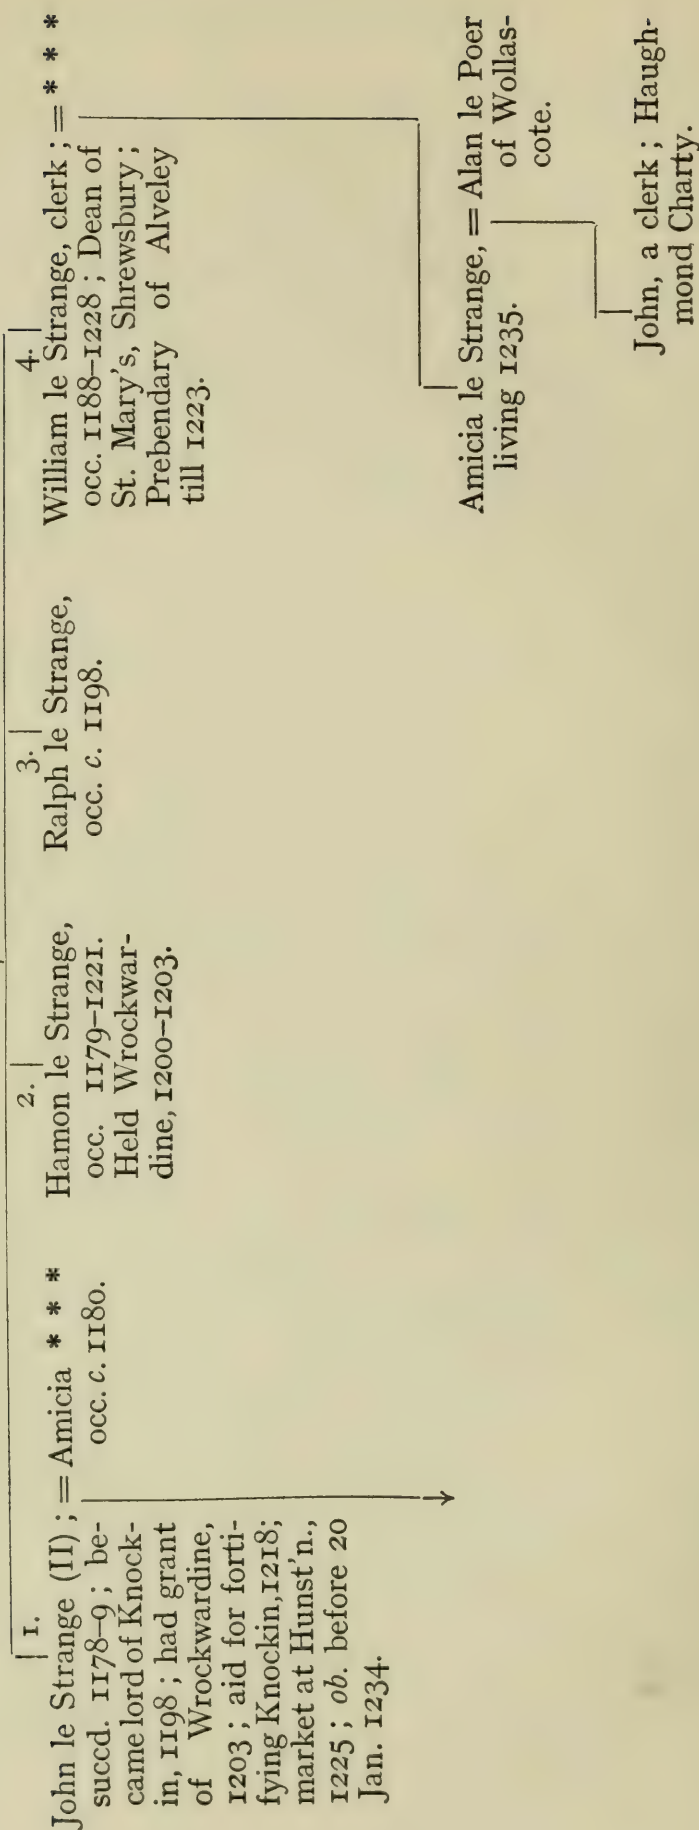 1.
John le Strange (II) ; = Amicia * * *
succd. 1178–9 ; be-
came lord of Knock-
in, 1198 ; had grant
of Wrockwardine,
1203 ; aid for forti-
fying Knockin, 1218;
market at Hunst'n.,
1225 ; ob. before 20
Jan. 1234.
occ. c. 1180.
2.
Hamon le Strange,
occ. 1179–1221.
Held Wrockwar-
dine, 1200–1203.
3.
Ralph le Strange,
occ. c. 1198.
4.
William le Strange, clerk ; = * * *
occ. 1188–1228 ; Dean of
St. Mary's, Shrewsbury ;
Prebendary of Alveley
till 1223.
Amicia le Strange, = Alan le Poer
living 1235.
of Wollas-
cote.
John, a clerk ; Haugh-
mond Charty.